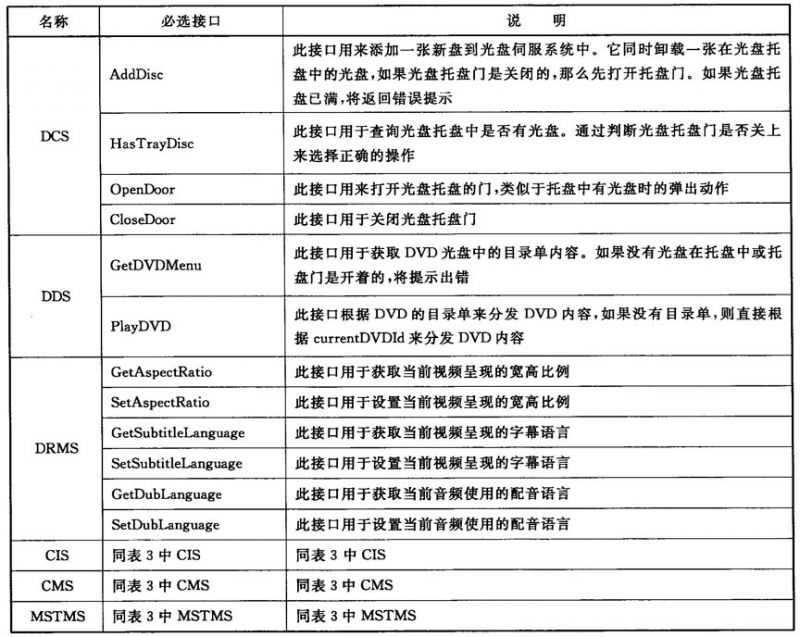 名称 必选接口 说 明
DCS
AddDisc
此接口用来添加一张新盘到光盘伺服系统中。它同时卸载一张在光盘托
盘中的光盘,如果光盘托盘门是关闭的,那么先打开托盘门。如果光盘托
盘已满,将返回错误提示
HasTrayDisc
此接口用于查询光盘托盘中是否有光盘。通过判断光盘托盘门是否关上
来选择正确的操作
OpenDoor 此接口用来打开光盘托盘的门,类似于托盘中有光盘时的弹出动作
CloseDoor 此接口用于关闭光盘托盘门
DDS
GetDVDMenu
此接口用于获取 DVD 光盘中的目录单内容。如果没有光盘在托盘中或托
盘门是开着的,将提示出错
PlayDVD
此接口根据 DVD 的目录单来分发 DVD 内容,如果没有目录单,则直接根
据 currentDVDId 来分发 DVD 内容
DRMS
GetAspectRatio 此接口用于获取当前视频呈现的宽高比例
SetAspectRatio 此接口用于设置当前视频呈现的宽高比例
GetSubtitleLanguage 此接口用于获取当前视频呈现的字幕语言
SetSubtitleLanguage 此接口用于设置当前视频呈现的字幕语言
GetDubLanguage 此接口用于获取当前音频使用的配音语言
SetDubLanguage 此接口用于设置当前音频使用的配音语言
CIS 同表 3 中 CIS 同表 3 中 CIS
CMS 同表 3 中 CMS 同表 3 中 CMS
MSTMS 同表 3 中 MSTMS 同表 3 中 MSTMS